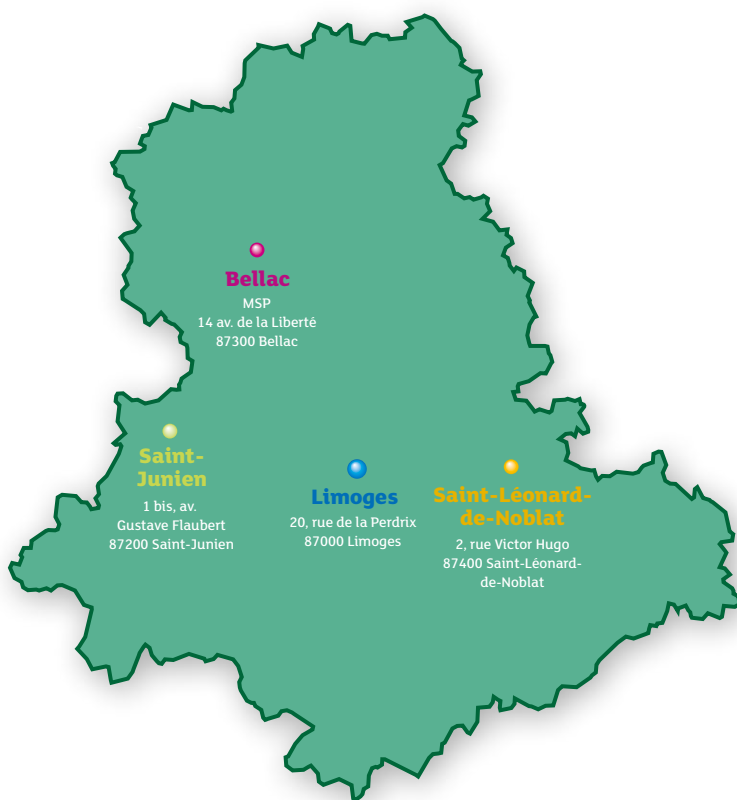 Bellac
MSP
14 av. de la Liberté
87300 Bellac
Saint-
Junien
1 bis, av.
Gustave Flaubert
87200 Saint-Junien
Limoges
20, rue de la Perdrix
87000 Limoges
Saint-Léonard-
de-Noblat
2, rue Victor Hugo
87400 Saint-Léonard-
de-Noblat